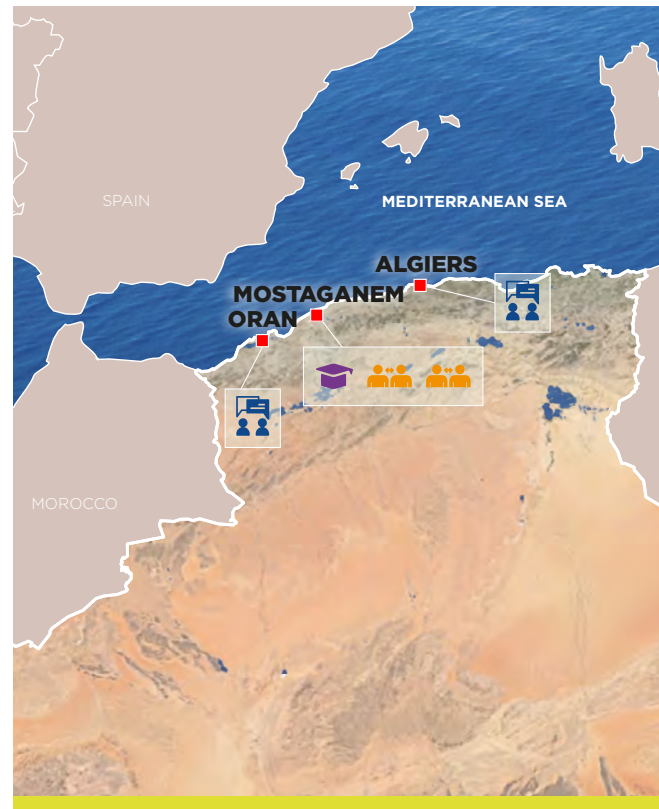 SPAIN
MEDITERRANEAN SEA
ALGIERS
MOSTAGANEM
ORAN
MOROCCO